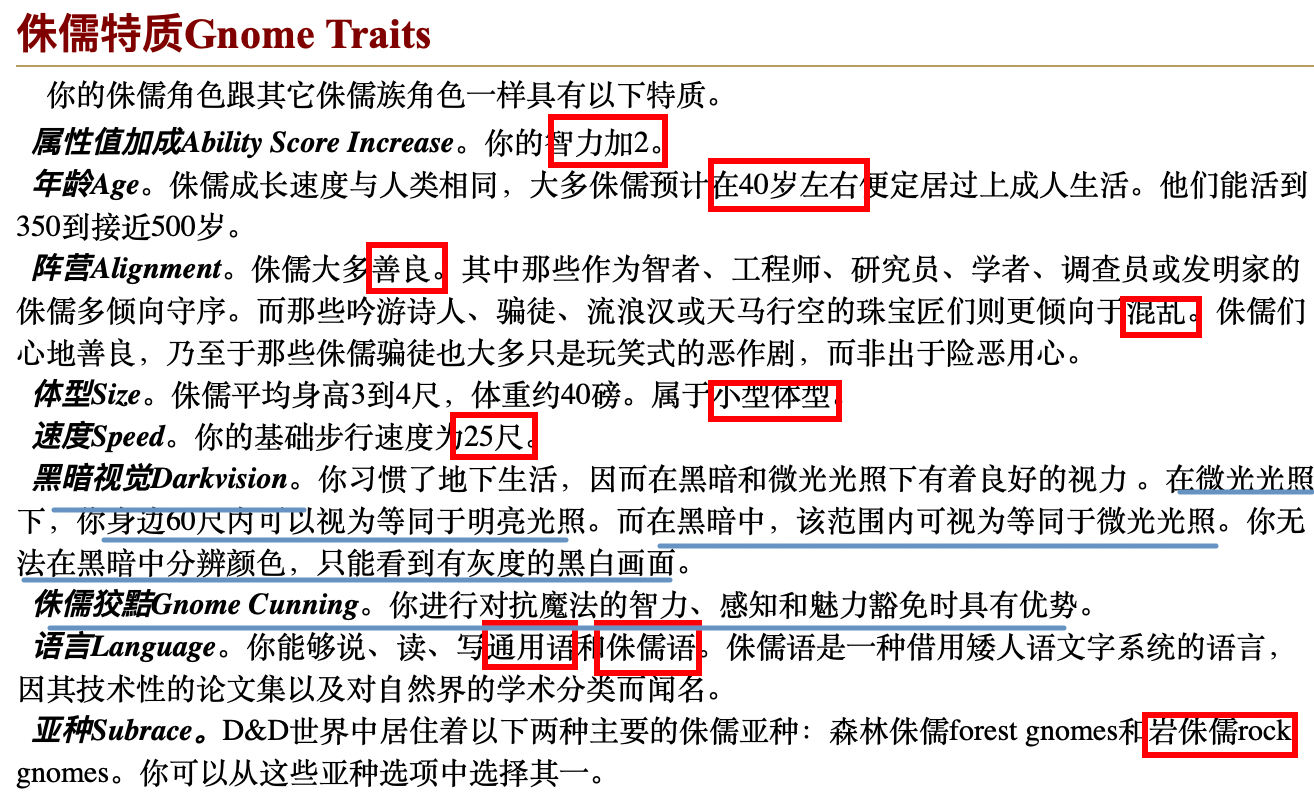 侏儒特质Gnome Traits
你的侏儒角色跟其它侏儒族角色一样具有以下特质。
属性值加成Ability Score Increase。你的智力加2。
年龄Age。侏儒成长速度与人类相同，大多侏儒预计在40岁左右便定居过上成人生活。他们能活到
350到接近500岁。
阵营Alignment。侏儒大多善良。其中那些作为智者、工程师、研究员、学者、调查员或发明家的
侏儒多倾向守序。而那些吟游诗人、骗徒、流浪汉或天马行空的珠宝匠们则更倾向于混乱。侏儒们
心地善良，乃至于那些侏儒骗徒也大多只是玩笑式的恶作剧，而非出于险恶用心。
体型Size。侏儒平均身高3到4尺，体重约40磅。属于小型体型。
速度Speed。你的基础步行速度为25尺。
黑暗视觉Darkvision。你习惯了地下生活，因而在黑暗和微光光照下有着良好的视力 。在微光光照
下，你身边60尺内可以视为等同于明亮光照。而在黑暗中，该范围内可视为等同于微光光照。你无
法在黑暗中分辨颜色，只能看到有灰度的黑白画面。
侏儒狡黠Gnome Cunning。你进行对抗魔法的智力、感知和魅力豁免时具有优势。
语言Language。你能够说、读、写通用语和侏儒语。侏儒语是一种借用矮人语文字系统的语言，
因其技术性的论文集以及对自然界的学术分类而闻名。
亚种Subrace。D&D世界中居住着以下两种主要的侏儒亚种：森林侏儒forest gnomes和岩侏儒rock
gnomes。你可以从这些亚种选项中选择其一。